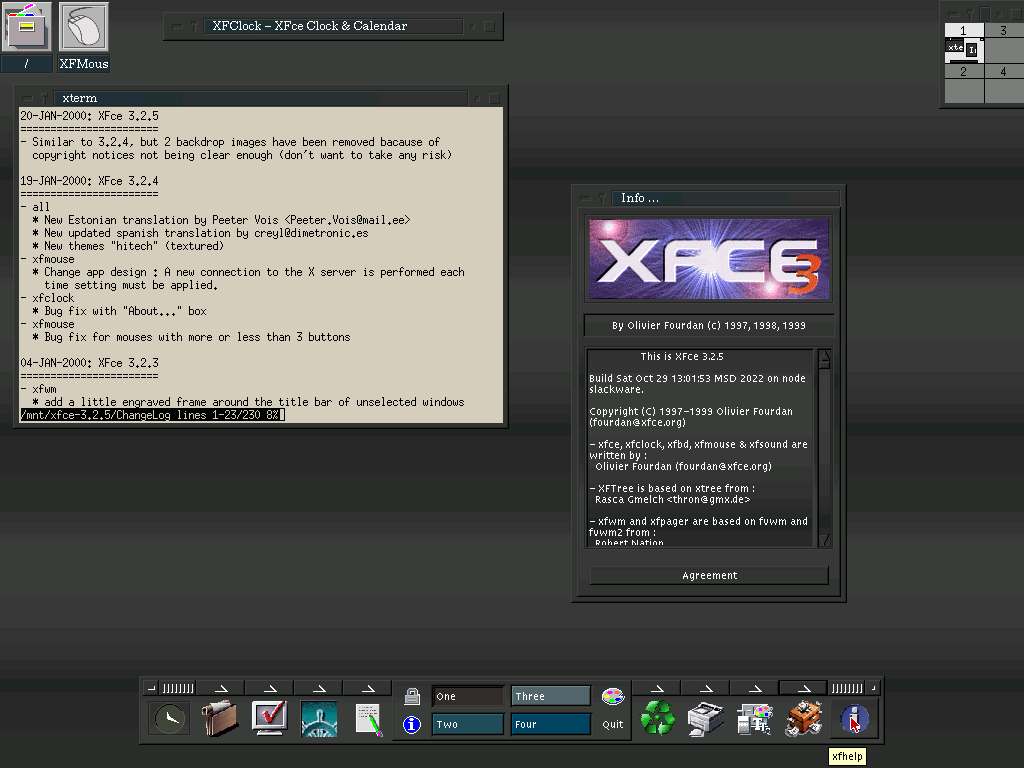 XFClock – XFce Clock & Calendar
/
XFMous
1
3
xte
2
4
xterm
20-JAN-2000: XFce 3.2.5
=======================
- Similar to 3.2.4, but 2 backdrop images have been removed bacause of
copyright notices not being clear enough (don't want to take any risk)
19-JAN-2000: XFce 3.2.4
=======================
- all
* New Estonian translation by Peeter Vois <Peeter.Vois@mail.ee>
* New updated spanish translation by creyl@dimetronic.es
* New themes "hitech" (textured)
- xfmouse
* Change app design : A new connection to the X server is performed each
time setting must be applied.
- xfclock
* Bug fix with "About..." box
- xfmouse
* Bug fix for mouses with more or less than 3 buttons
04-JAN-2000: XFce 3.2.3
=======================
- xfwm
* add a little engraved frame around the title bar of unselected windows
/mnt/xfce-3.2.5/ChangeLog lines 1-23/230 8%
Info ...
XFCE 3
By Olivier Fourdan (c) 1997, 1998, 1999
This is XFce 3.2.5
Build Sat Oct 29 13:01:53 MSD 2022 on node
slackware.
Copyright (C) 1997-1999 Olivier Fourdan
(fourdan@xfce.org)
- xfce, xfclock, xfbd, xfmouse & xfsound are
written by :
Olivier Fourdan (fourdan@xfce.org)
- XFTree is based on xtree from :
Rasca Gmelch <thron@gmx.de>
- xfwm and xfpager are based on fvwm and
fvwm2 from :
Robert Nation
Agreement
One
Three
Two
Four
Quit
xfhelp